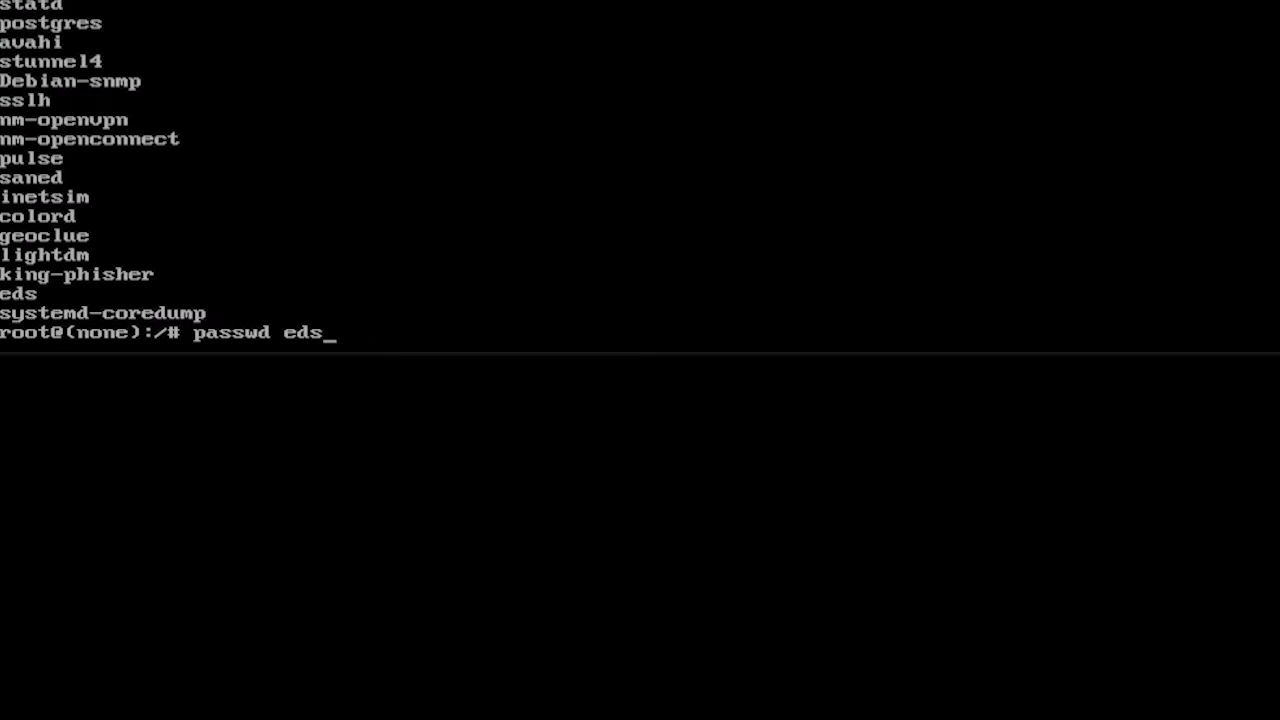 statd
postgres
avahi
stunnel4
Debian-snmp
sslh
nm-openvpn
nm-openconnect
pulse
saned
inetsim
colord
geoclue
lightdm
king-phisher
eds
systemd-coredump
root@(none):/# passwd eds_